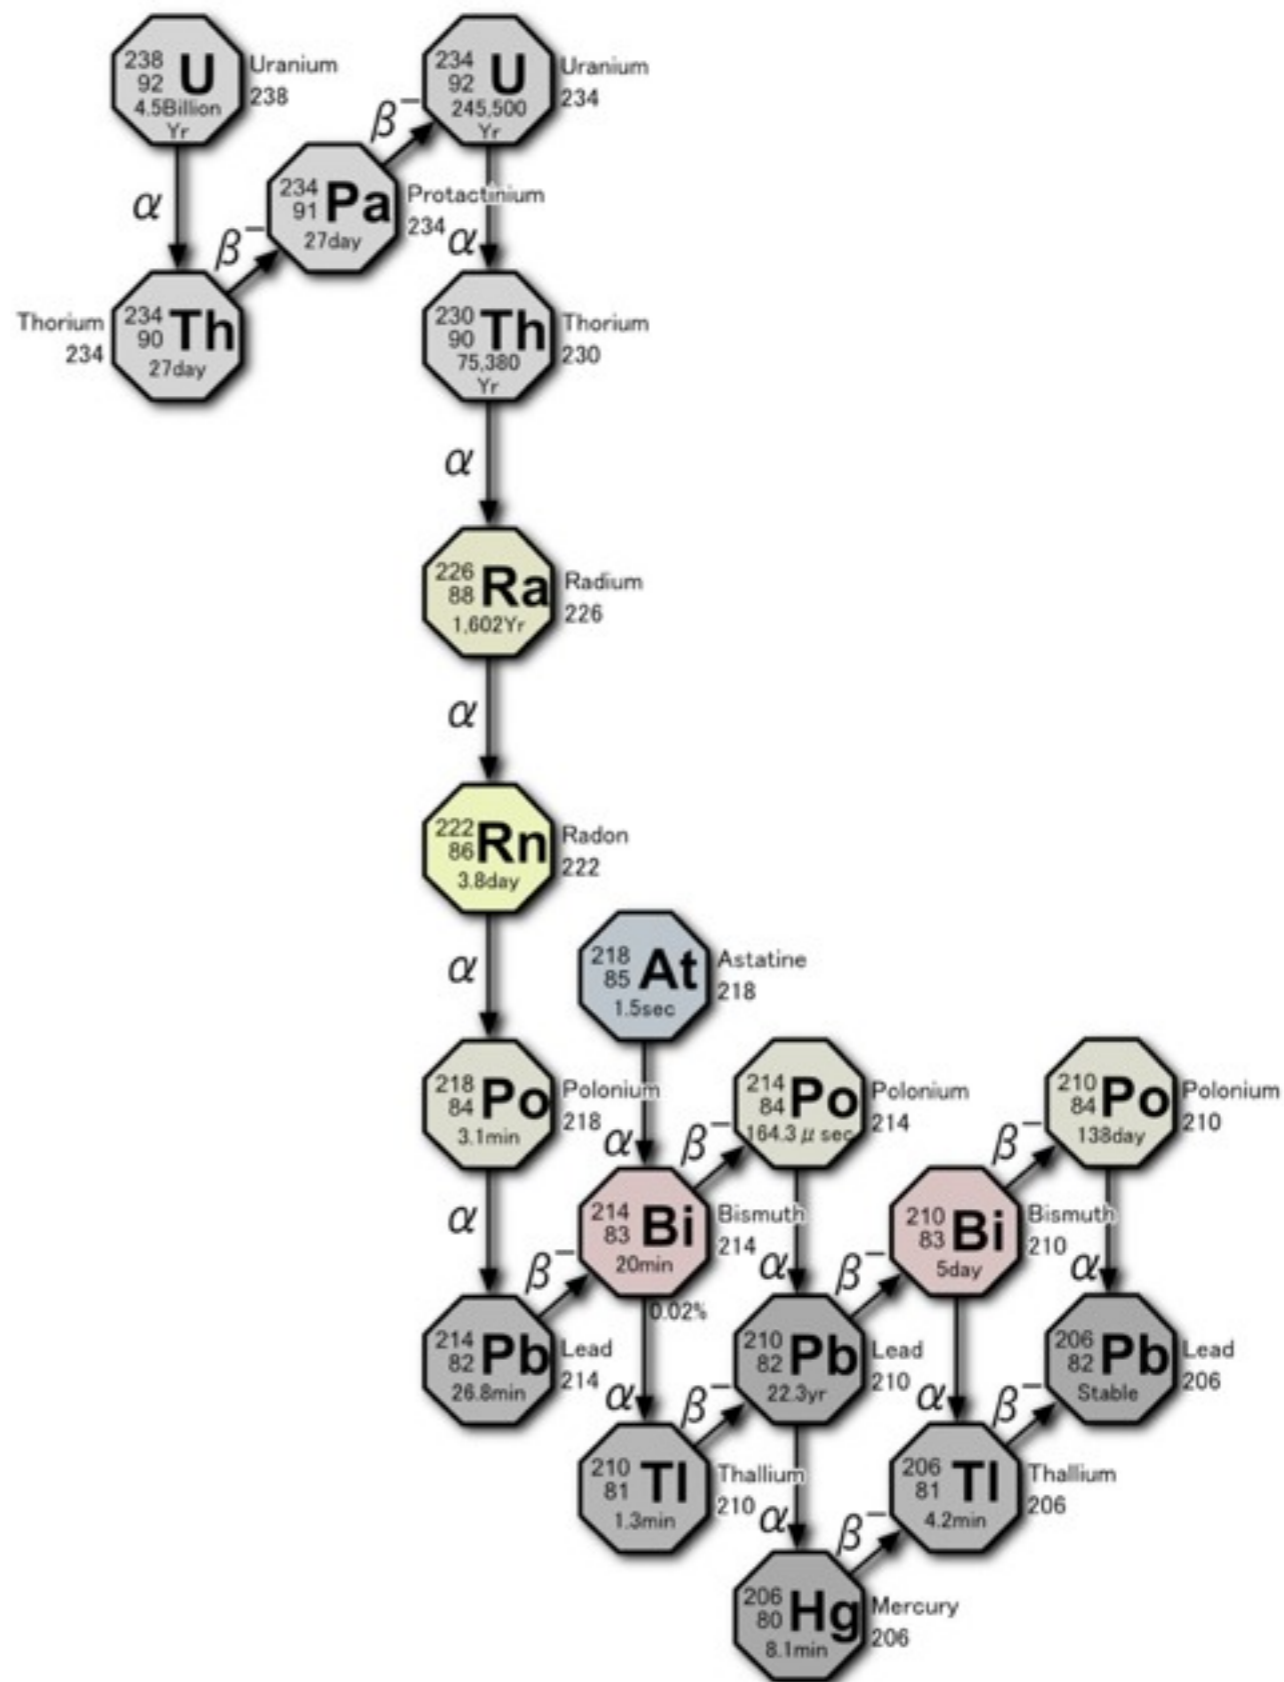 238
92 U
4.5Billion
Yr
Uranium
238
234
92 U
245,500
Yr
Uranium
234
α
β−
234
91 Pa
27day
Protactinium
234
β−
α
Thorium
234
234
90 Th
27day
230
90 Th
75,380
Yr
Thorium
230
α
226
88 Ra
1,602Yr
Radium
226
α
222
86 Rn
3.8day
Radon
222
α
218
85 At
1.5sec
Astatine
218
218
84 Po
3.1min
Polonium
218
α
β−
214
84 Po
164.3 μ sec
Polonium
214
β−
210
84 Po
138day
Polonium
210
α
214
83 Bi
20min
Bismuth
214
0.02%
β−
α
β−
210
83 Bi
5day
Bismuth
210
α
214
82 Pb
26.8min
Lead
214
α
β−
210
82 Pb
22.3yr
Lead
210
α
β−
206
82 Pb
Stable
Lead
206
210
81 Tl
1.3min
Thallium
210
α
β−
206
81 Tl
4.2min
Thallium
206
206
80 Hg
8.1min
Mercury
206